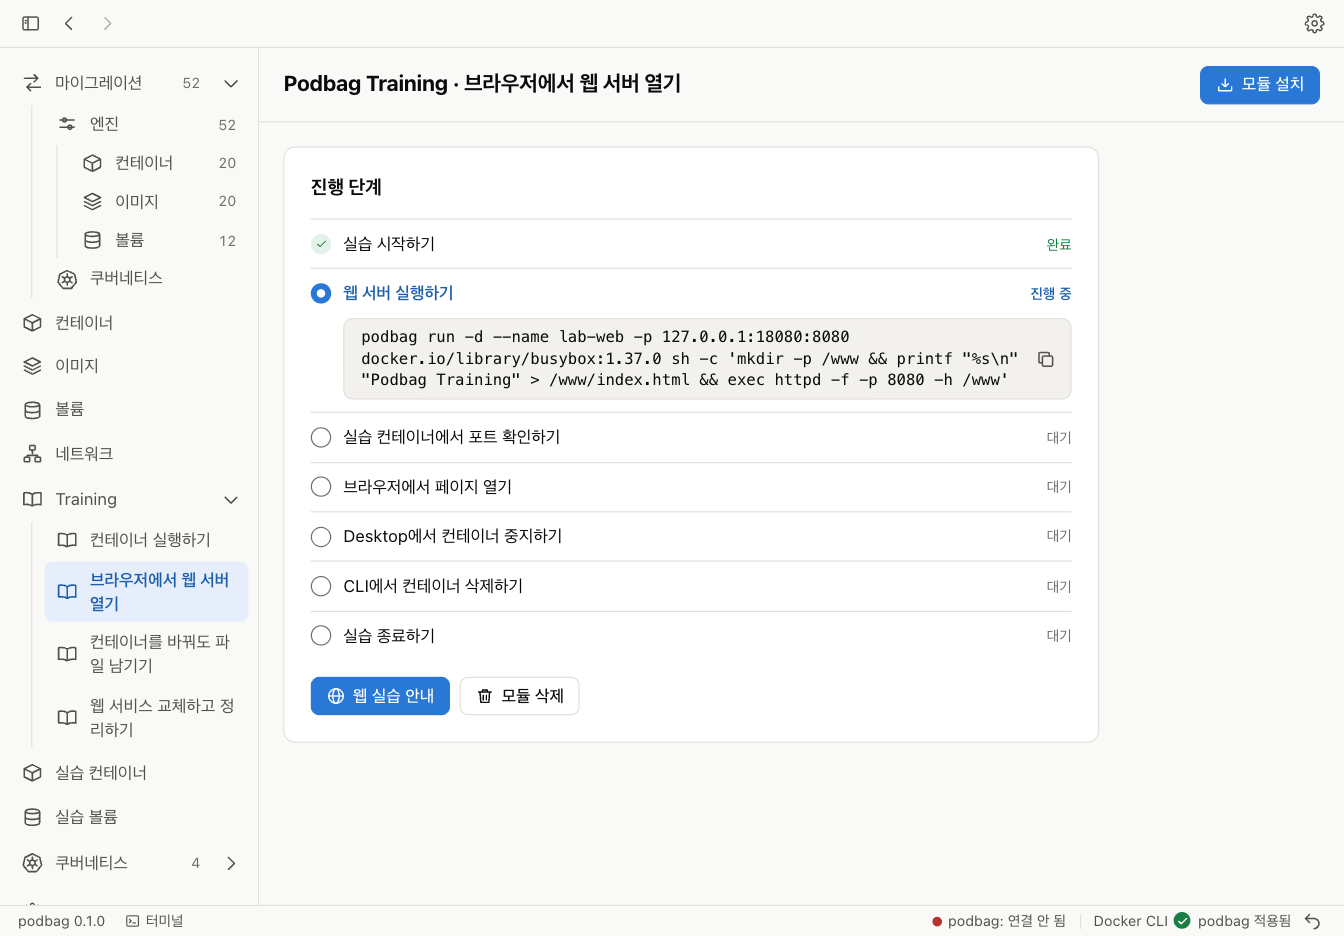 마이그레이션 52
엔진 52
컨테이너 20
이미지 20
볼륨 12
쿠버네티스
컨테이너
이미지
볼륨
네트워크
Training
컨테이너 실행하기
브라우저에서 웹 서버
열기
컨테이너를 바꿔도 파
일 남기기
웹 서비스 교체하고 정
리하기
실습 컨테이너
실습 볼륨
쿠버네티스 4
Podbag Training · 브라우저에서 웹 서버 열기
모듈 설치
진행 단계
실습 시작하기 완료
웹 서버 실행하기 진행 중
podbag run -d --name lab-web -p 127.0.0.1:18080:8080
docker.io/library/busybox:1.37.0 sh -c 'mkdir -p /www && printf "%s\n"
"Podbag Training" > /www/index.html && exec httpd -f -p 8080 -h /www'
실습 컨테이너에서 포트 확인하기 대기
브라우저에서 페이지 열기 대기
Desktop에서 컨테이너 중지하기 대기
CLI에서 컨테이너 삭제하기 대기
실습 종료하기 대기
웹 실습 안내 모듈 삭제
podbag 0.1.0 터미널 podbag: 연결 안 됨 Docker CLI podbag 적용됨